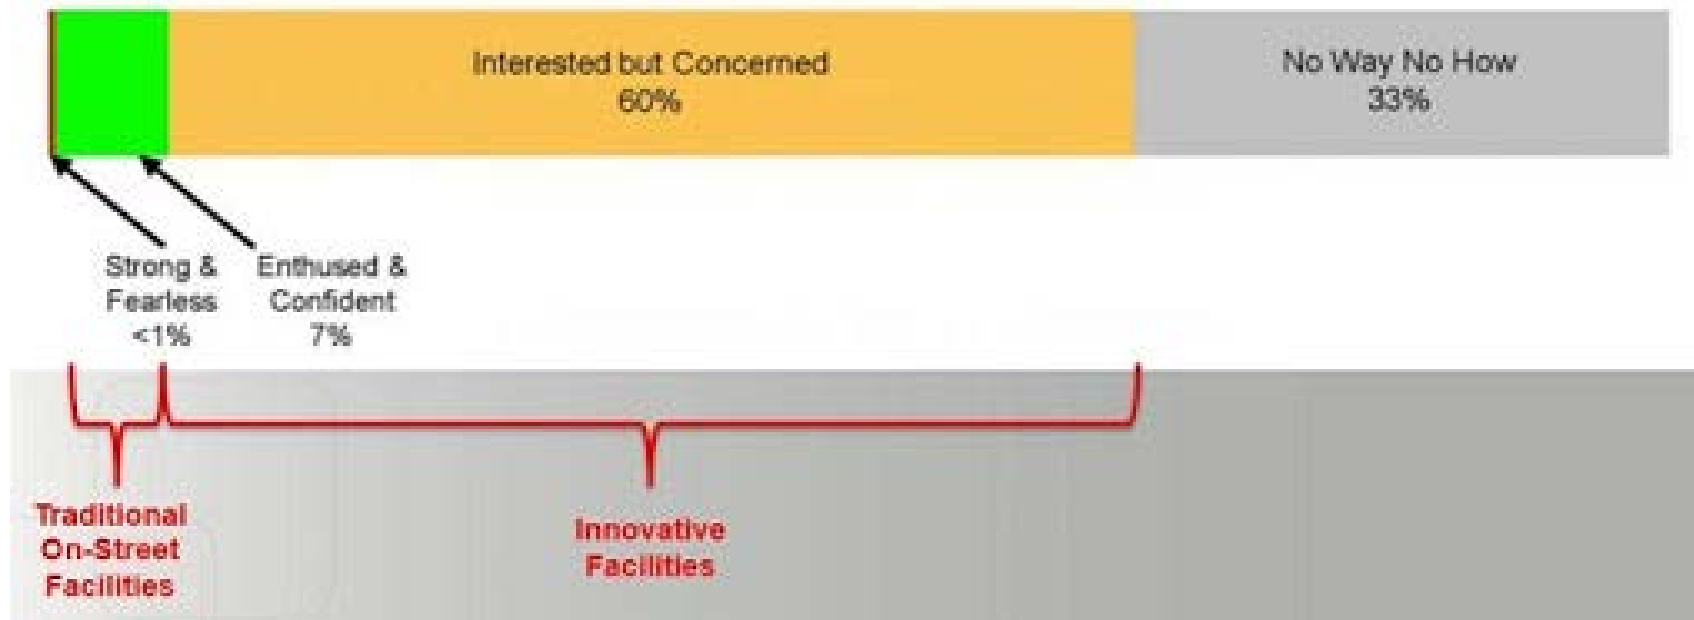 Interested but Concerned
60%
No Way No How
33%
Strong &
Fearless
<1%
Enthused &
Confident
7%
Traditional
On-Street
Facilities
Innovative
Facilities